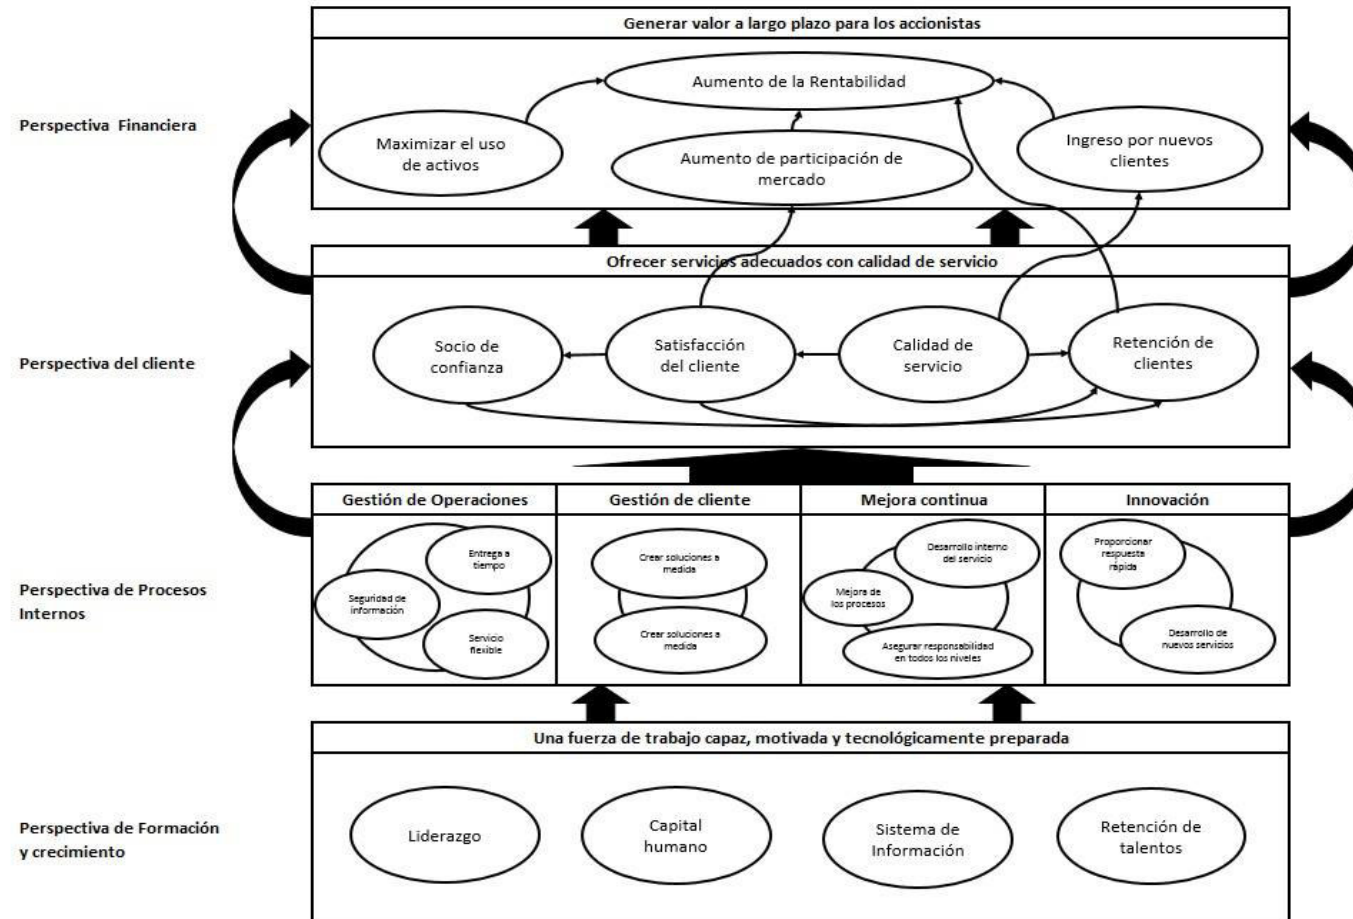 Generar valor a largo plazo para los accionistas
Perspectiva Financiera
Aumento de la Rentabilidad
Maximizar el uso
de activos
Aumento de participación de
mercado
Ingreso por nuevos
clientes
Ofrecer servicios adecuados con calidad de servicio
Perspectiva del cliente
Socio de
confianza
Satisfacción
del cliente
Calidad de
servicio
Retención de
clientes
Perspectiva de Procesos
Internos
Gestión de Operaciones
Entrega a
tiempo
Seguridad de
información
Servicio
flexible
Gestión de cliente
Crear soluciones a
medida
Crear soluciones a
medida
Mejora continua
Desarrollo interno
del servicio
Mejora de
los procesos
Asegurar responsabilidad
en todos los niveles
Innovación
Proporcionar
respuesta
rápida
Desarrollo de
nuevos servicios
Una fuerza de trabajo capaz, motivada y tecnológicamente preparada
Perspectiva de Formación
y crecimiento
Liderazgo
Capital
humano
Sistema de
Información
Retención de
talentos